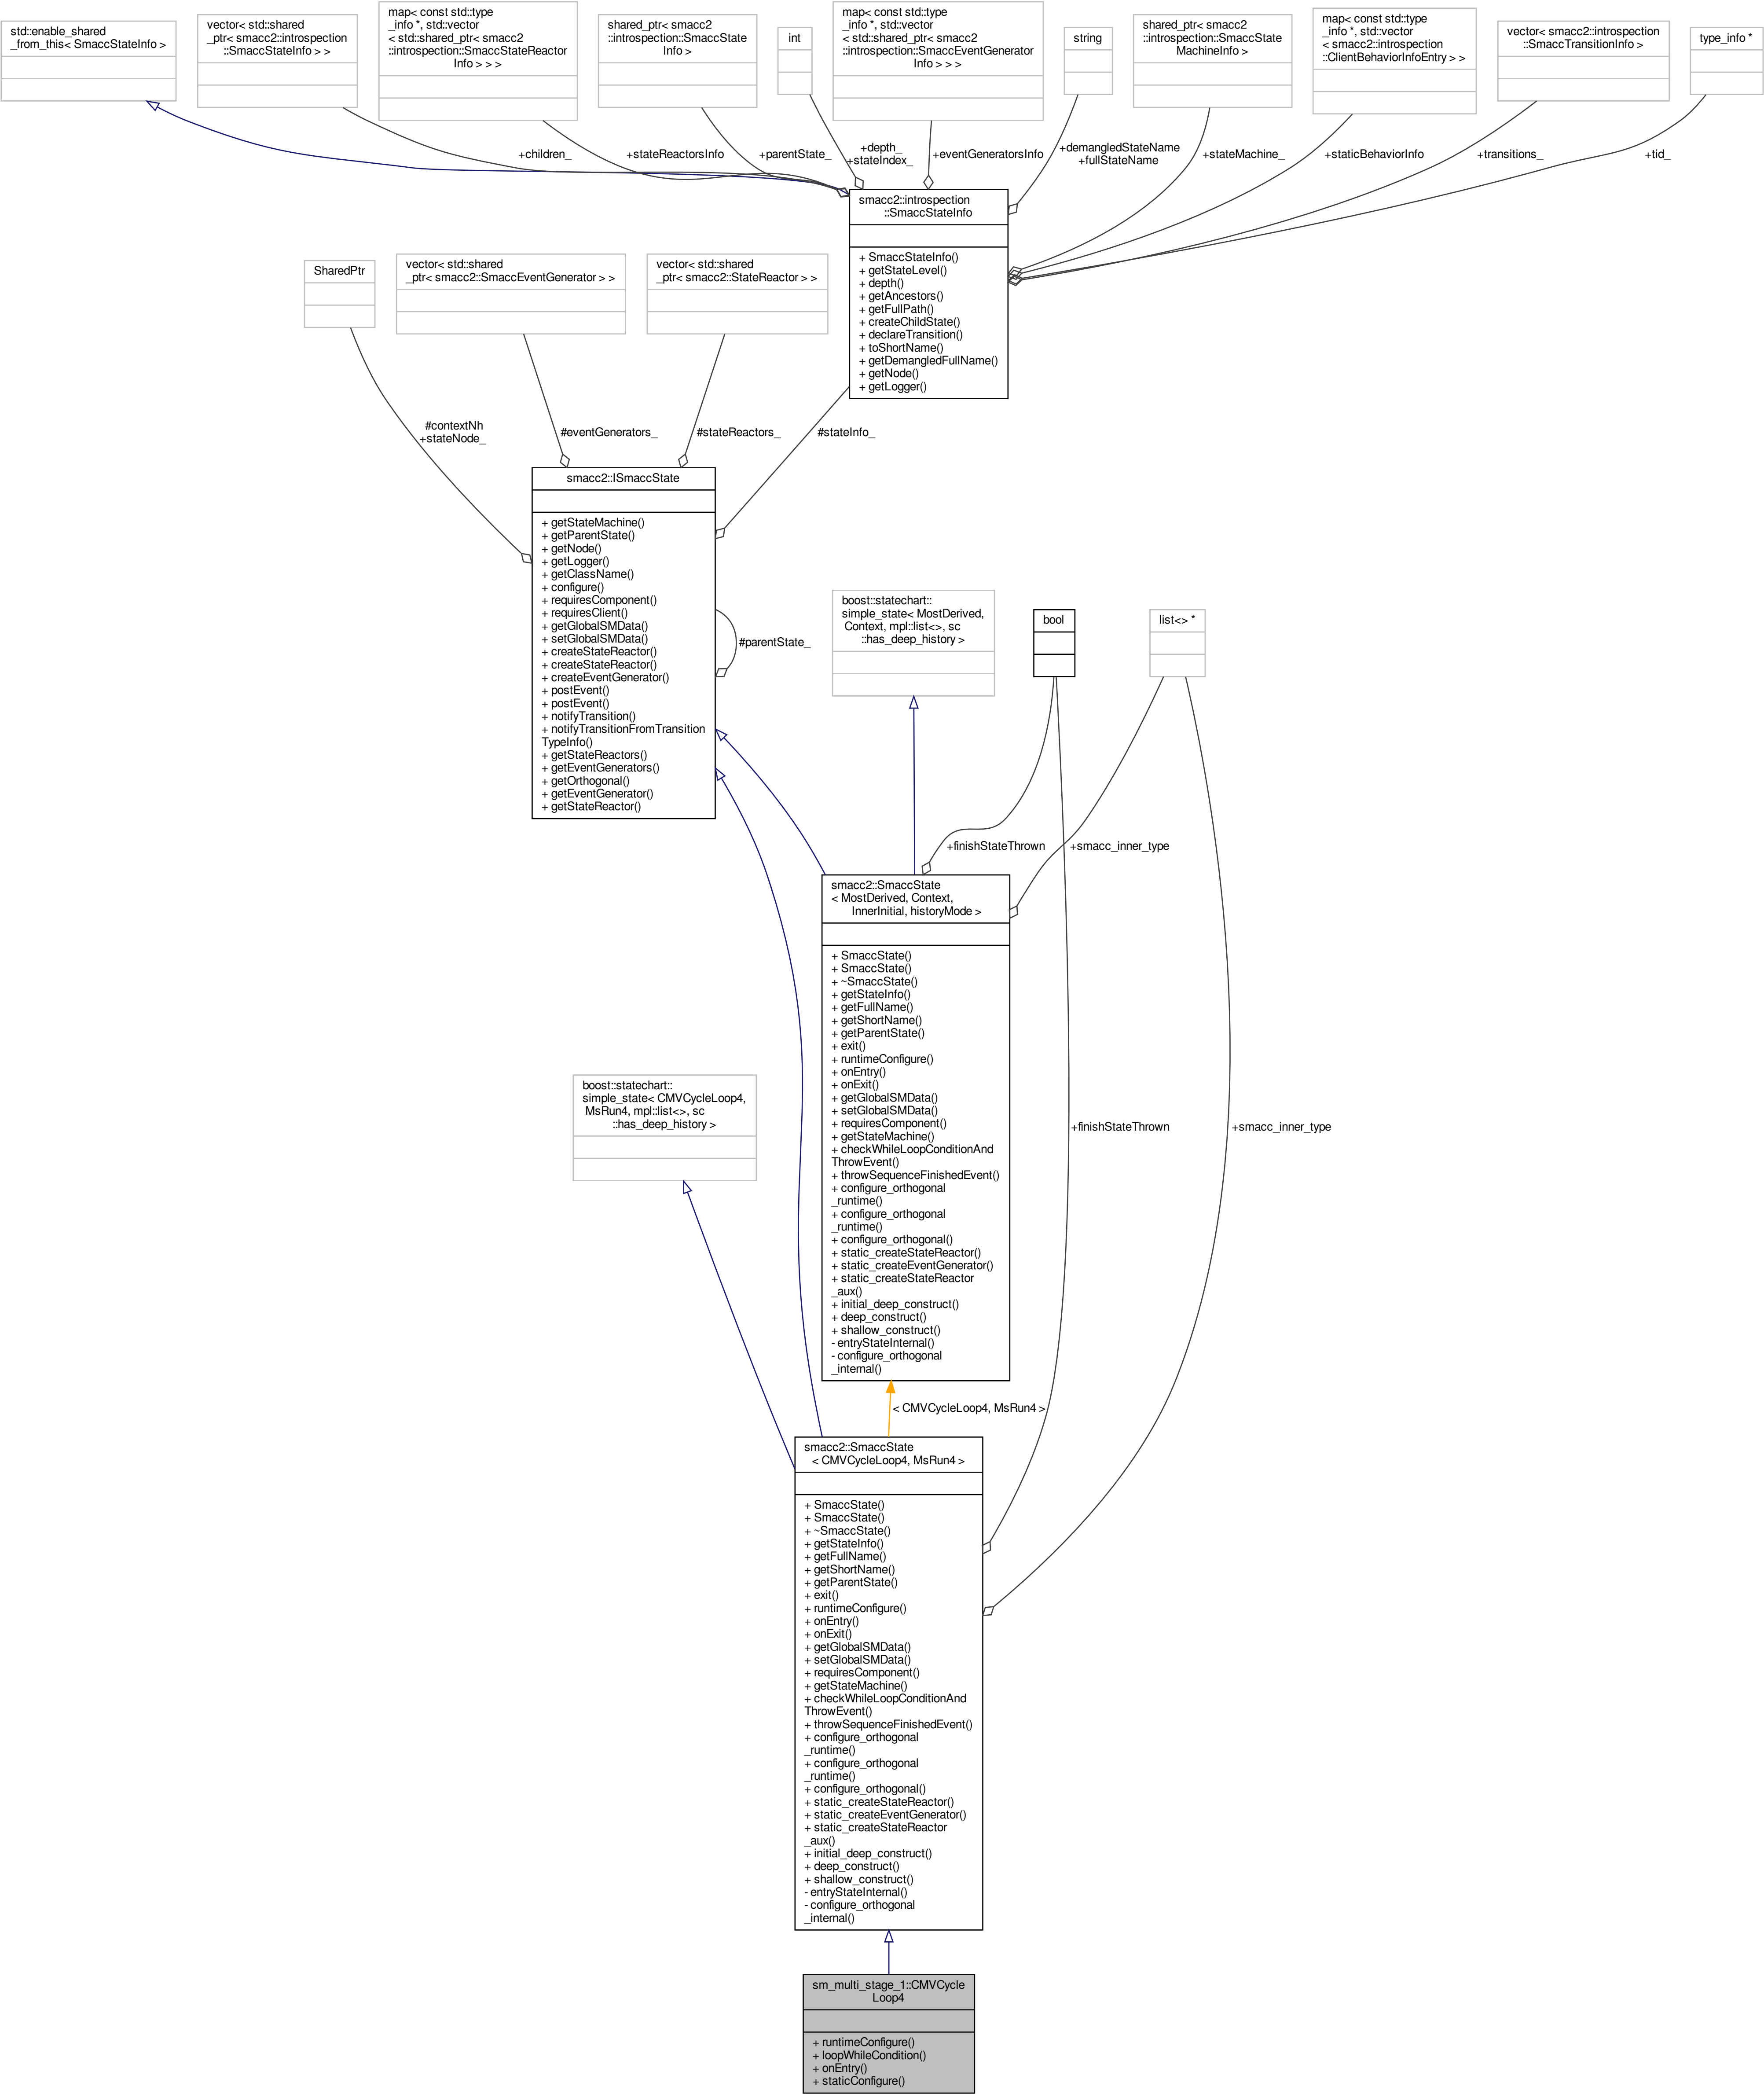 std::enable_shared
_from_this< SmaccStateInfo >
vector< std::shared
_ptr< smacc2::introspection
::SmaccStateInfo > >
map< const std::type
_info *, std::vector
< std::shared_ptr< smacc2
::introspection::SmaccStateReactor
Info > > >
shared_ptr< smacc2
::introspection::SmaccState
Info >
int
map< const std::type
_info *, std::vector
< std::shared_ptr< smacc2
::introspection::SmaccEventGenerator
Info > > >
string
shared_ptr< smacc2
::introspection::SmaccState
MachineInfo >
map< const std::type
_info *, std::vector
< smacc2::introspection
::ClientBehaviorInfoEntry > >
vector< smacc2::introspection
::SmaccTransitionInfo >
type_info *
+children_
+stateReactorsInfo
+parentState_
+depth_
+stateIndex_
+eventGeneratorsInfo
+demangledStateName
+fullStateName
+stateMachine_
+staticBehaviorInfo
+transitions_
+tid_
smacc2::introspection
::SmaccStateInfo
+ SmaccStateInfo()
+ getStateLevel()
+ depth()
+ getAncestors()
+ getFullPath()
+ createChildState()
+ declareTransition()
+ toShortName()
+ getDemangledFullName()
+ getNode()
+ getLogger()
SharedPtr
vector< std::shared
_ptr< smacc2::SmaccEventGenerator > >
vector< std::shared
_ptr< smacc2::StateReactor > >
#contextNh
+stateNode_
#eventGenerators_
#stateReactors_
#stateInfo_
smacc2::ISmaccState
+ getStateMachine()
+ getParentState()
+ getNode()
+ getLogger()
+ getClassName()
+ configure()
+ requiresComponent()
+ requiresClient()
+ getGlobalSMData()
+ setGlobalSMData()
+ createStateReactor()
+ createStateReactor()
+ createEventGenerator()
+ postEvent()
+ postEvent()
+ notifyTransition()
+ notifyTransitionFromTransition
TypeInfo()
+ getStateReactors()
+ getEventGenerators()
+ getOrthogonal()
+ getEventGenerator()
+ getStateReactor()
#parentState_
boost::statechart::
simple_state< MostDerived,
Context, mpl::list<>, sc
::has_deep_history >
bool
list<> *
+finishStateThrown
+smacc_inner_type
smacc2::SmaccState
< MostDerived, Context,
InnerInitial, historyMode >
+ SmaccState()
+ SmaccState()
+ ~SmaccState()
+ getStateInfo()
+ getFullName()
+ getShortName()
+ getParentState()
+ exit()
+ runtimeConfigure()
+ onEntry()
+ onExit()
+ getGlobalSMData()
+ setGlobalSMData()
+ requiresComponent()
+ getStateMachine()
+ checkWhileLoopConditionAnd
ThrowEvent()
+ throwSequenceFinishedEvent()
+ configure_orthogonal
_runtime()
+ configure_orthogonal
_runtime()
+ configure_orthogonal()
+ static_createStateReactor()
+ static_createEventGenerator()
+ static_createStateReactor
_aux()
+ initial_deep_construct()
+ deep_construct()
+ shallow_construct()
- entryStateInternal()
- configure_orthogonal
_internal()
boost::statechart::
simple_state< CMVCycleLoop4,
MsRun4, mpl::list<>, sc
::has_deep_history >
+finishStateThrown
+smacc_inner_type
< CMVCycleLoop4, MsRun4 >
smacc2::SmaccState
< CMVCycleLoop4, MsRun4 >
+ SmaccState()
+ SmaccState()
+ ~SmaccState()
+ getStateInfo()
+ getFullName()
+ getShortName()
+ getParentState()
+ exit()
+ runtimeConfigure()
+ onEntry()
+ onExit()
+ getGlobalSMData()
+ setGlobalSMData()
+ requiresComponent()
+ getStateMachine()
+ checkWhileLoopConditionAnd
ThrowEvent()
+ throwSequenceFinishedEvent()
+ configure_orthogonal
_runtime()
+ configure_orthogonal
_runtime()
+ configure_orthogonal()
+ static_createStateReactor()
+ static_createEventGenerator()
+ static_createStateReactor
_aux()
+ initial_deep_construct()
+ deep_construct()
+ shallow_construct()
- entryStateInternal()
- configure_orthogonal
_internal()
sm_multi_stage_1::CMVCycle
Loop4
+ runtimeConfigure()
+ loopWhileCondition()
+ onEntry()
+ staticConfigure()